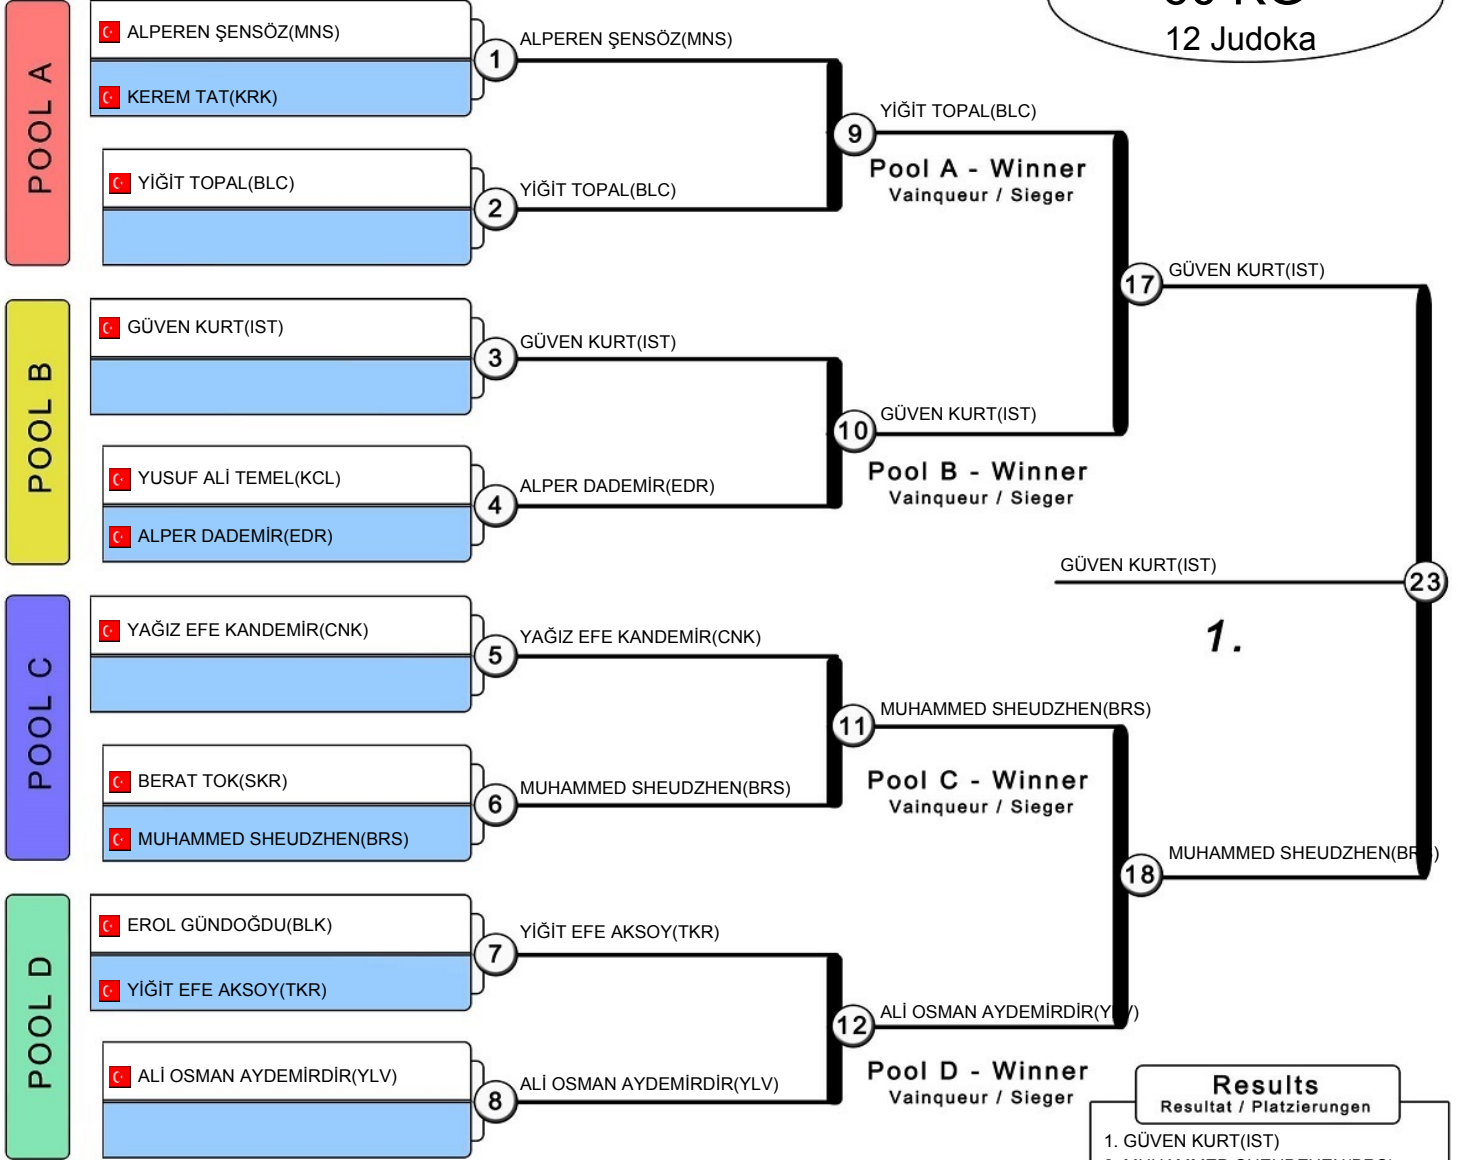 12 Judoka
POOL A
ALPEREN ŞENSÖZ(MNS)
KEREM TAT(KRK)
1
ALPEREN ŞENSÖZ(MNS)
YİĞİT TOPAL(BLC)
2
YİĞİT TOPAL(BLC)
9
YİĞİT TOPAL(BLC)
Pool A - Winner
Vainqueur / Sieger
POOL B
GÜVEN KURT(IST)
3
GÜVEN KURT(IST)
YUSUF ALİ TEMEL(KCL)
ALPER DADEMİR(EDR)
4
ALPER DADEMİR(EDR)
10
GÜVEN KURT(IST)
Pool B - Winner
Vainqueur / Sieger
17
GÜVEN KURT(IST)
POOL C
YAĞIZ EFE KANDEMİR(CNK)
5
YAĞIZ EFE KANDEMİR(CNK)
BERAT TOK(SKR)
MUHAMMED SHEUDZHEN(BRS)
6
MUHAMMED SHEUDZHEN(BRS)
11
MUHAMMED SHEUDZHEN(BRS)
Pool C - Winner
Vainqueur / Sieger
POOL D
EROL GÜNDOĞDU(BLK)
YİĞİT EFE AKSOY(TKR)
7
YİĞİT EFE AKSOY(TKR)
ALİ OSMAN AYDEMİRDİR(YLV)
8
ALİ OSMAN AYDEMİRDİR(YLV)
12
ALİ OSMAN AYDEMİRDİR(YLV)
Pool D - Winner
Vainqueur / Sieger
18
MUHAMMED SHEUDZHEN(BRS)
23
GÜVEN KURT(IST)
1.
Results
Resultat / Platzierungen
1. GÜVEN KURT(IST)